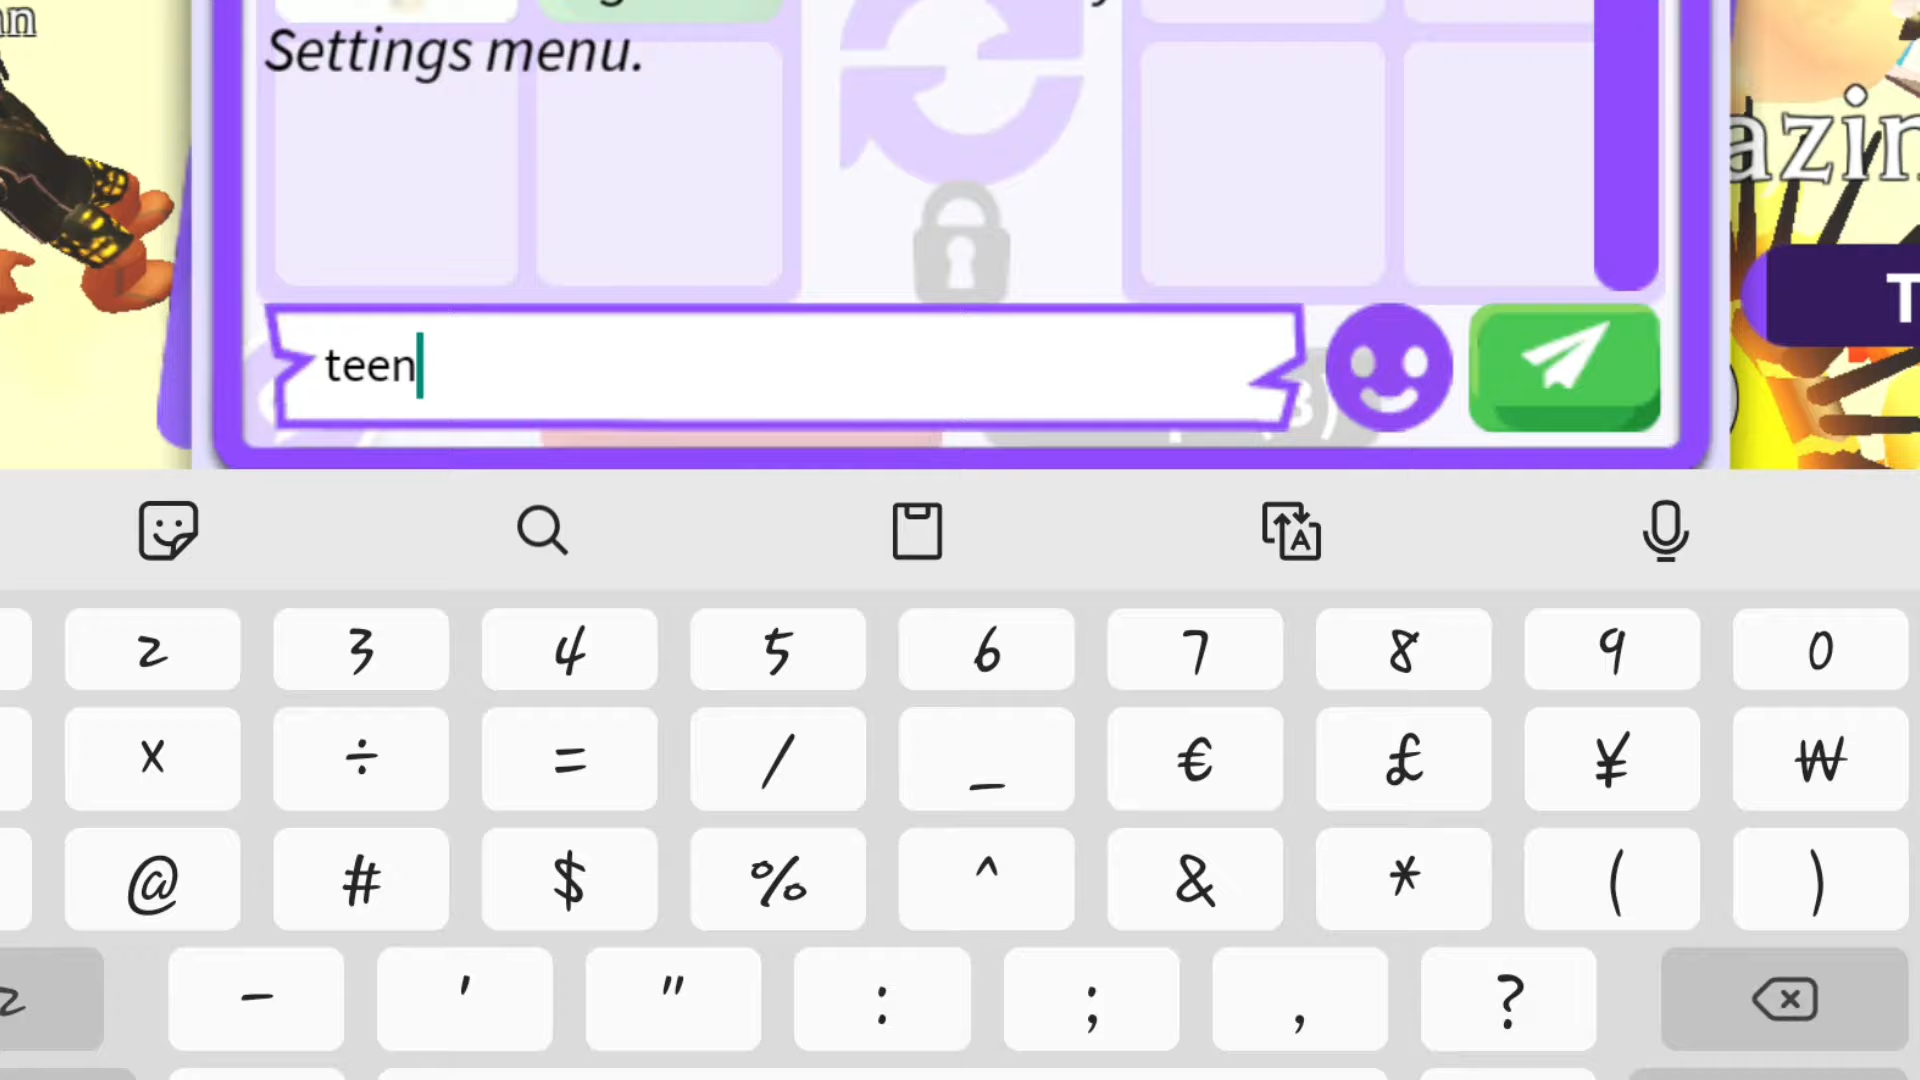 Settings menu.
teen
2 3 4 5 6 7 8 9 0
x ÷ = / _ € £ ¥ ₩
@ # $ % ^ & * ( )
- ' " : ; , ?